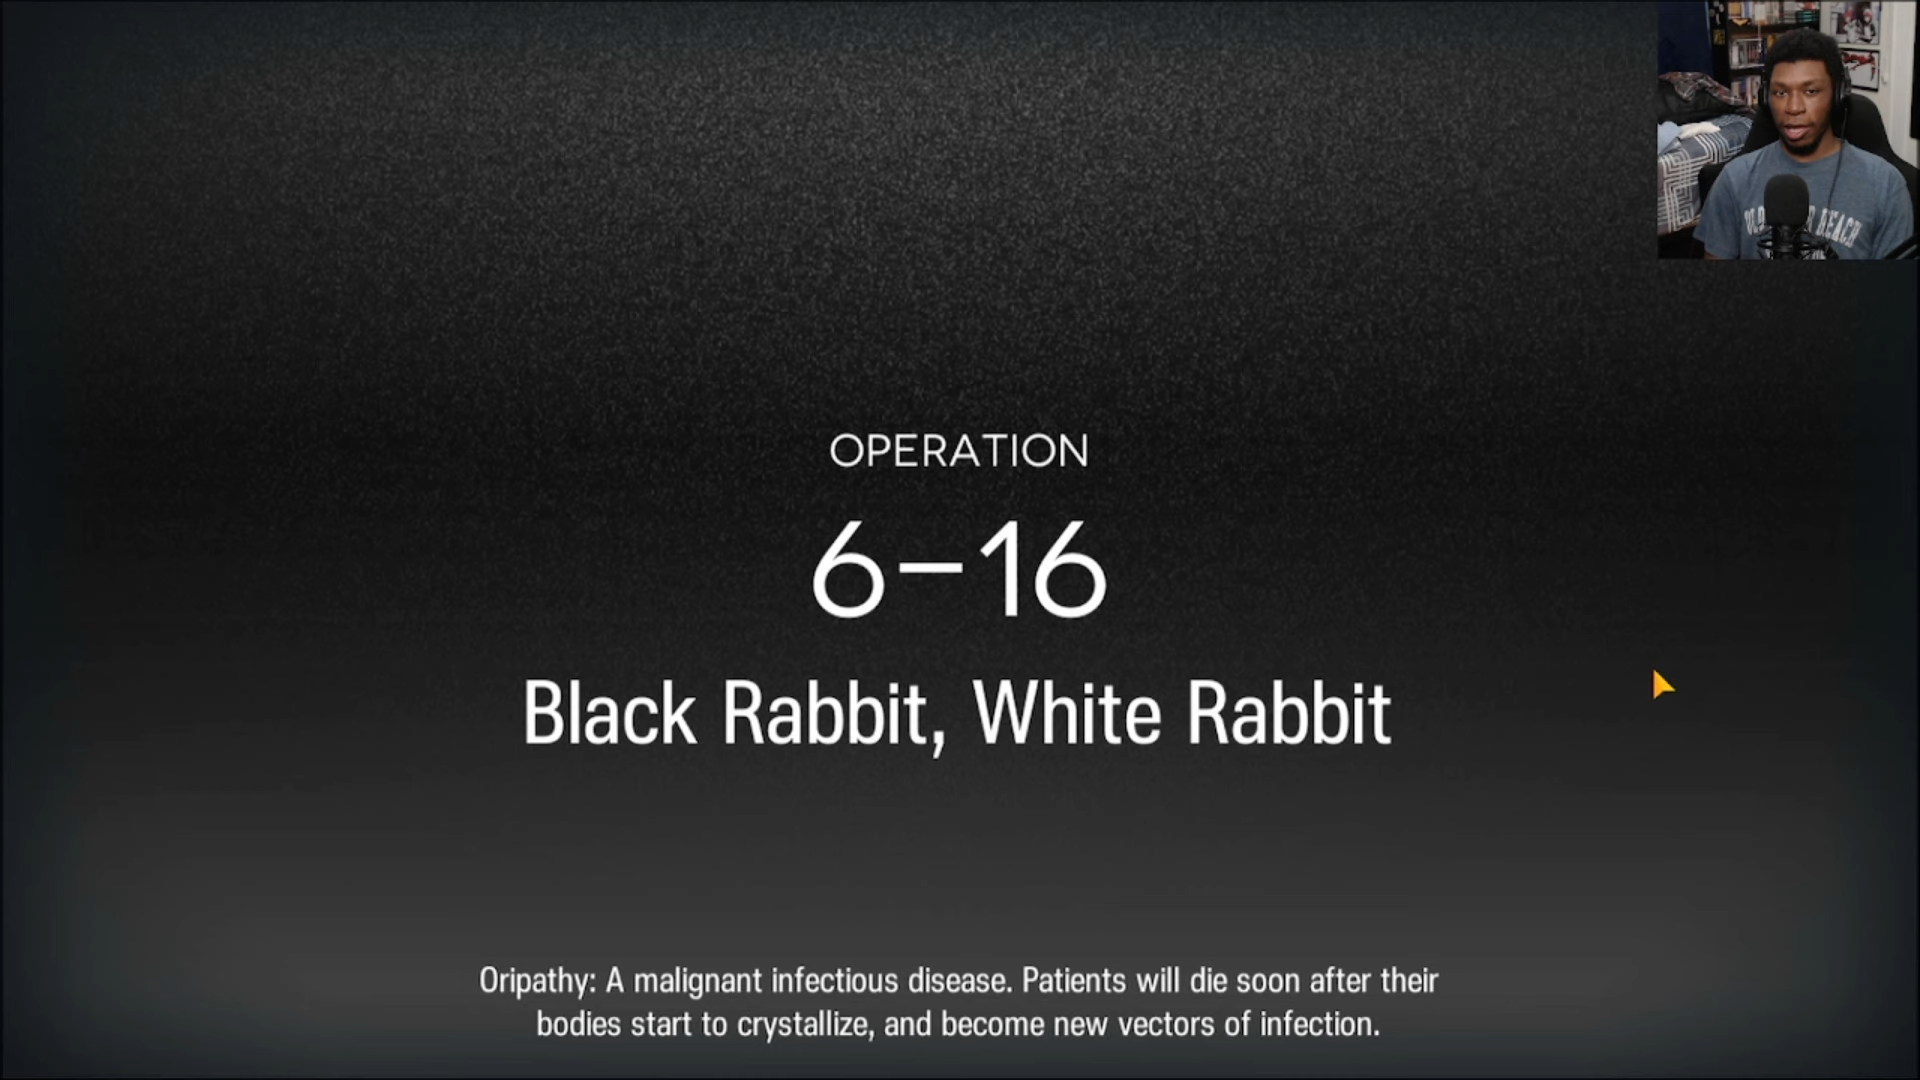 OPERATION
6-16
Black Rabbit, White Rabbit
Oripathy: A malignant infectious disease. Patients will die soon after their
bodies start to crystallize, and become new vectors of infection.